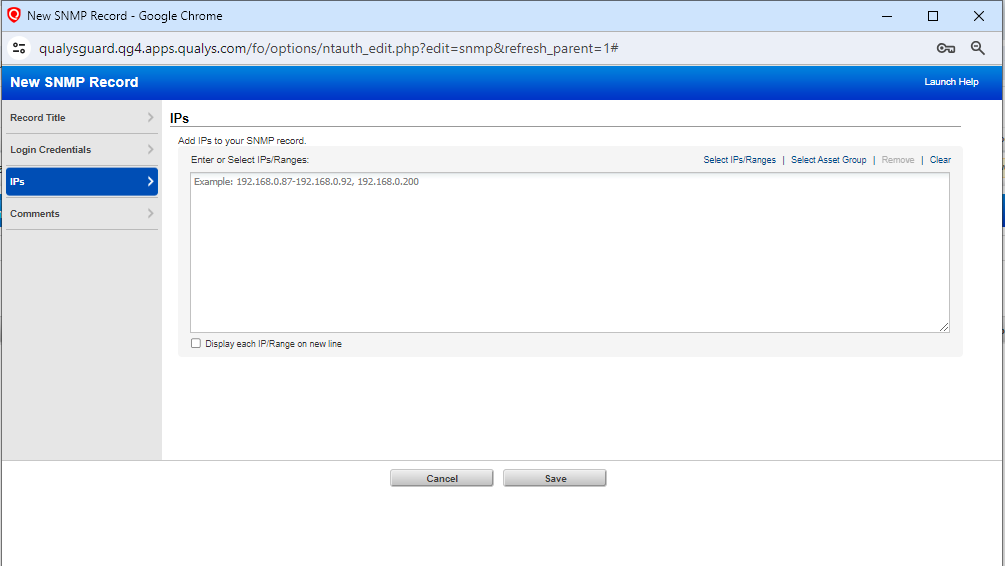 New SNMP Record - Google Chrome
qualysguard.qg4.apps.qualys.com/fo/options/ntauth_edit.php?edit=snmp&refresh_parent=1#
New SNMP Record
Launch Help
Record Title
Login Credentials
IPs
Comments
IPs
Add IPs to your SNMP record.
Enter or Select IPs/Ranges:
Select IPs/Ranges | Select Asset Group | Remove | Clear
Example: 192.168.0.87-192.168.0.92, 192.168.0.200
Display each IP/Range on new line
Cancel
Save